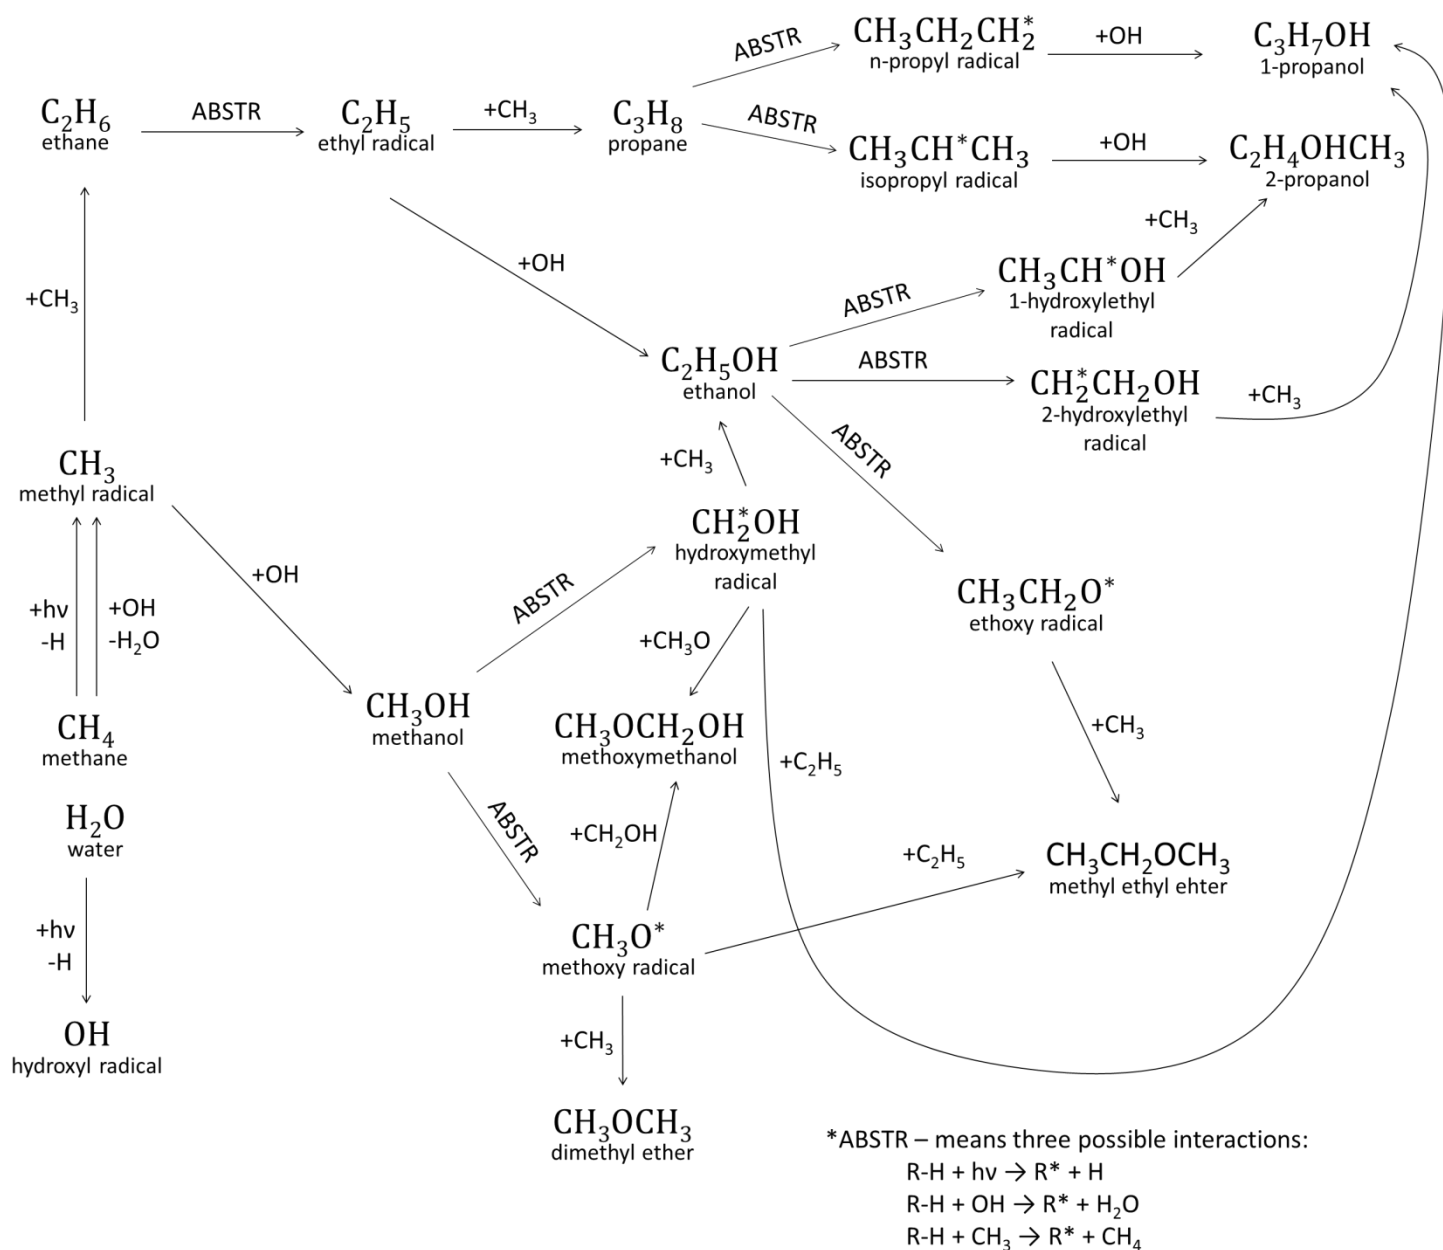 CH₃CH₂CH₂*
n-propyl radical
ABSTR
+OH
C₃H₇OH
1-propanol
C₂H₆
ethane
ABSTR
C₂H₅
ethyl radical
+CH₃
C₃H₈
propane
ABSTR
CH₃CH*CH₃
isopropyl radical
+OH
C₂H₄OHCH₃
2-propanol
+CH₃
+OH
+CH₃
ABSTR
CH₃CH*OH
1-hydroxylethyl
radical
C₂H₅OH
ethanol
ABSTR
CH₂*CH₂OH
2-hydroxylethyl
radical
+CH₃
CH₃
methyl radical
+CH₃
ABSTR
CH₂*OH
hydroxymethyl
radical
+hν
-H
+OH
-H₂O
+OH
ABSTR
CH₃CH₂O*
ethoxy radical
+CH₃O
CH₄
methane
CH₃OH
methanol
CH₃OCH₂OH
methoxymethanol
+C₂H₅
+CH₃
H₂O
water
ABSTR
+CH₂OH
+C₂H₅
CH₃CH₂OCH₃
methyl ethyl ehter
+hν
-H
CH₃O*
methoxy radical
OH
hydroxyl radical
+CH₃
CH₃OCH₃
dimethyl ether
*ABSTR – means three possible interactions:
R-H + hν → R* + H
R-H + OH → R* + H₂O
R-H + CH₃ → R* + CH₄